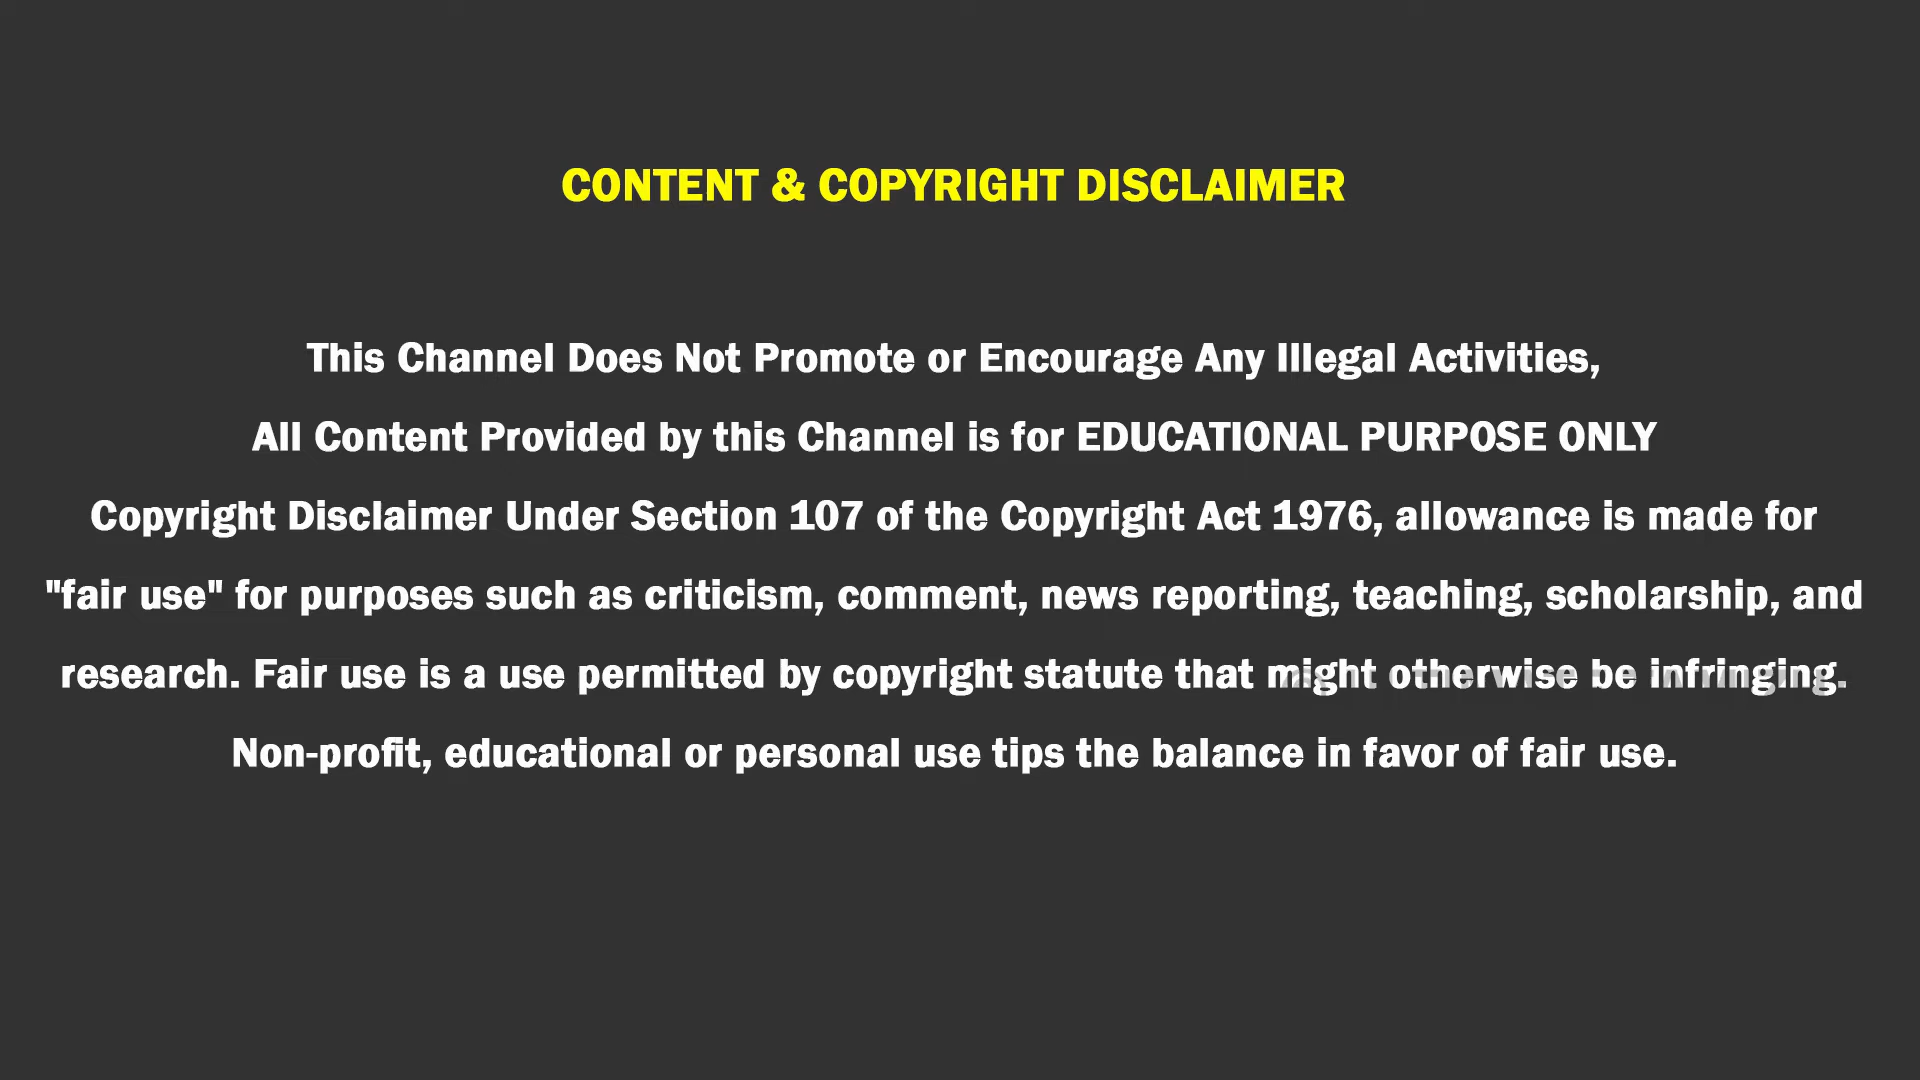 CONTENT & COPYRIGHT DISCLAIMER
This Channel Does Not Promote or Encourage Any Illegal Activities,
All Content Provided by this Channel is for EDUCATIONAL PURPOSE ONLY
Copyright Disclaimer Under Section 107 of the Copyright Act 1976, allowance is made for
"fair use" for purposes such as criticism, comment, news reporting, teaching, scholarship, and
research. Fair use is a use permitted by copyright statute that might otherwise be infringing.
Non-profit, educational or personal use tips the balance in favor of fair use.